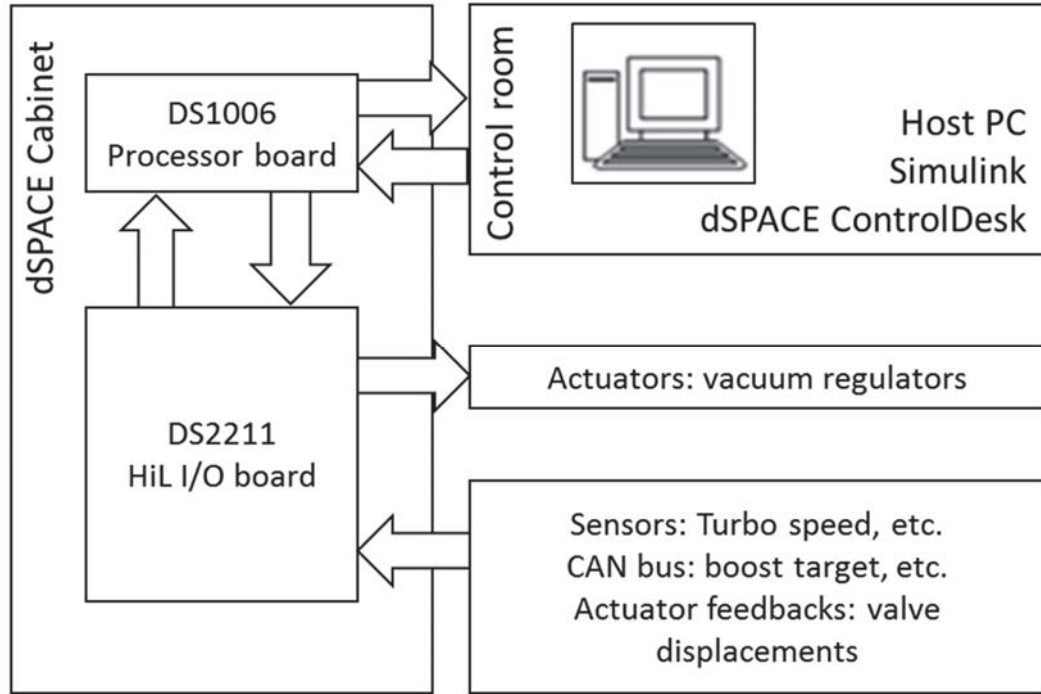 dSPACE Cabinet
DS1006
Processor board
DS2211
HiL I/O board
Control room
Host PC
Simulink
dSPACE ControlDesk
Actuators: vacuum regulators
Sensors: Turbo speed, etc.
CAN bus: boost target, etc.
Actuator feedbacks: valve
displacements